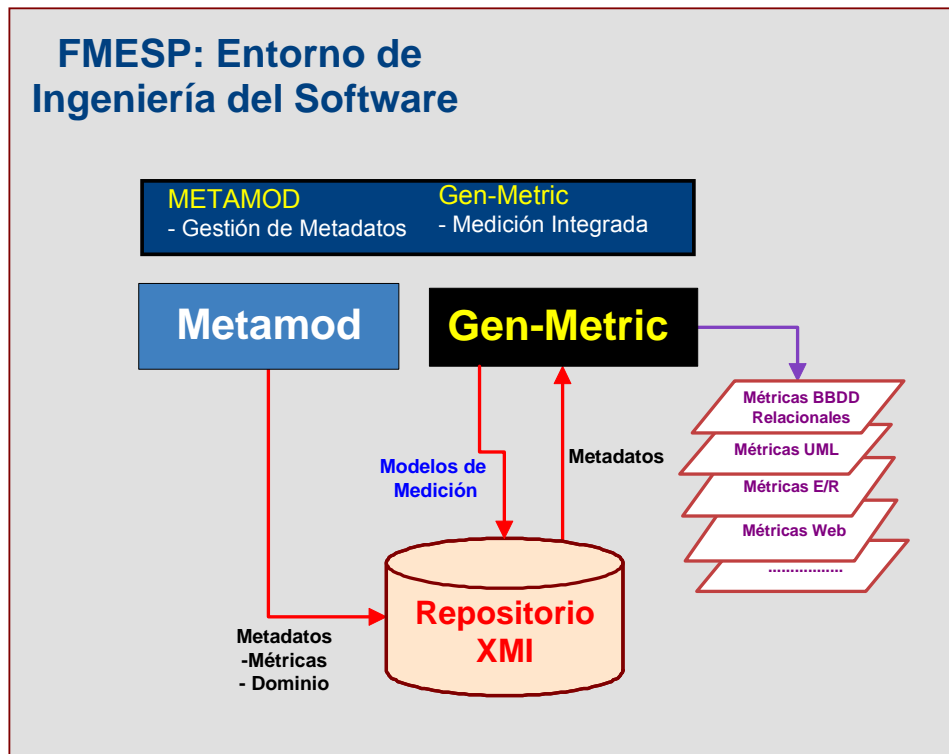 FMESP: Entorno de
Ingeniería del Software
METAMOD
- Gestión de Metadatos
Gen-Metric
- Medición Integrada
Metamod
Gen-Metric
Métricas BBDD
Relacionales
Métricas UML
Métricas E/R
Métricas Web
.................
Modelos de
Medición
Metadatos
Repositorio
XMI
Metadatos
-Métricas
- Dominio